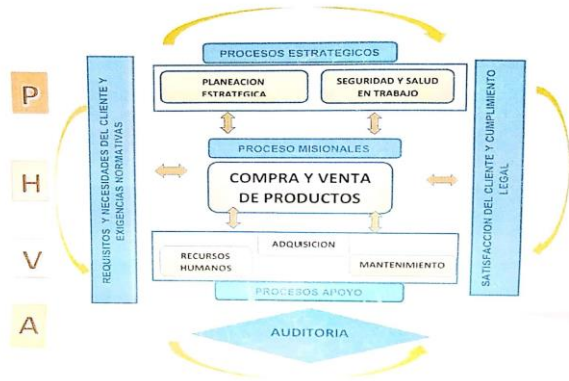 P
H
V
A
REQUISITOS Y NECESIDADES DEL CLIENTE Y
EXIGENCIAS NORMATIVAS
PROCESOS ESTRATEGICOS
PLANEACION
ESTRATEGICA
SEGURIDAD Y SALUD
EN TRABAJO
PROCESO MISIONALES
COMPRA Y VENTA
DE PRODUCTOS
ADQUISICION
RECURSOS
HUMANOS
MANTENIMIENTO
PROCESOS APOYO
AUDITORIA
SATISFACCION DEL CLIENTE Y CUMPLIMIENTO
LEGAL